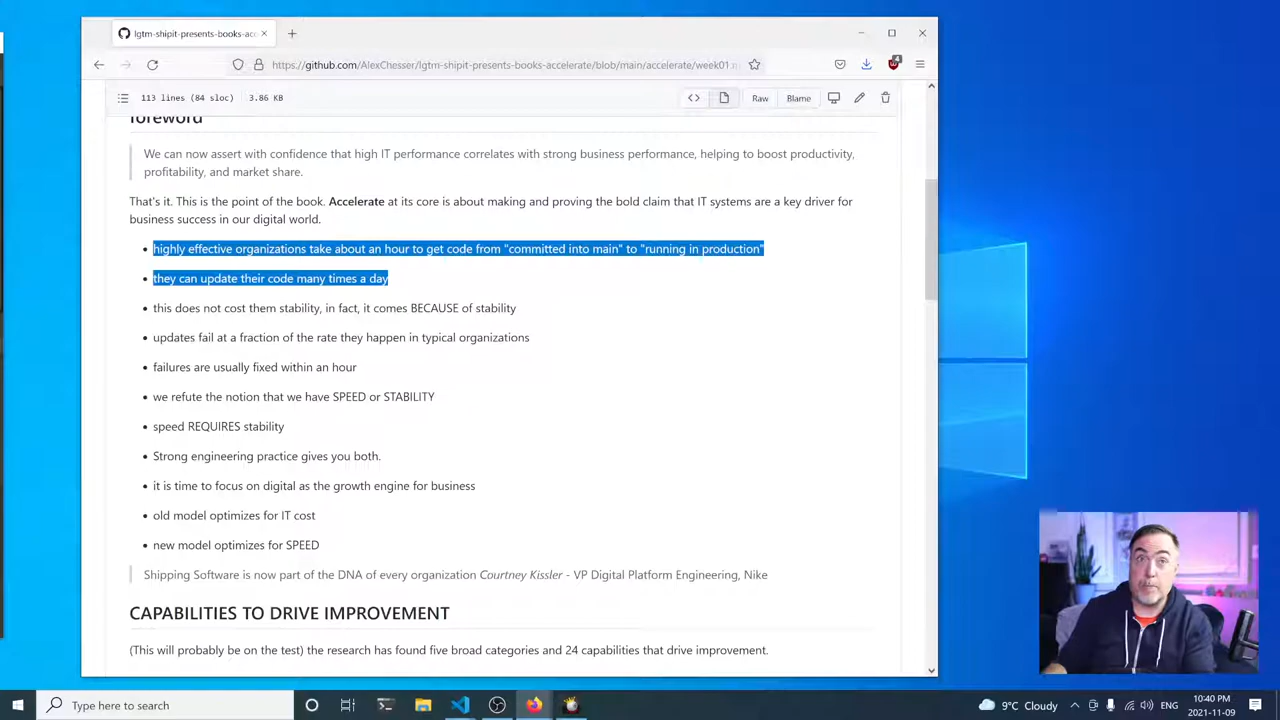 lgtm-shipit-presents-books-acc
https://github.com/AlexChesser/lgtm-shipit-presents-books-accelerate/blob/main/accelerate/week01.
4
113 lines (84 sloc)
3.86 KB
Raw
Blame
foreword
We can now assert with confidence that high IT performance correlates with strong business performance, helping to boost productivity,
profitability, and market share.
That's it. This is the point of the book. Accelerate at its core is about making and proving the bold claim that IT systems are a key driver for
business success in our digital world.
• highly effective organizations take about an hour to get code from "committed into main" to "running in production"
• they can update their code many times a day
• this does not cost them stability, in fact, it comes BECAUSE of stability
• updates fail at a fraction of the rate they happen in typical organizations
• failures are usually fixed within an hour
• we refute the notion that we have SPEED or STABILITY
• speed REQUIRES stability
• Strong engineering practice gives you both.
• it is time to focus on digital as the growth engine for business
• old model optimizes for IT cost
• new model optimizes for SPEED
Shipping Software is now part of the DNA of every organization Courtney Kissler - VP Digital Platform Engineering, Nike
CAPABILITIES TO DRIVE IMPROVEMENT
(This will probably be on the test) the research has found five broad categories and 24 capabilities that drive improvement.
Type here to search
9°C Cloudy
ENG
10:40 PM
2021-11-09